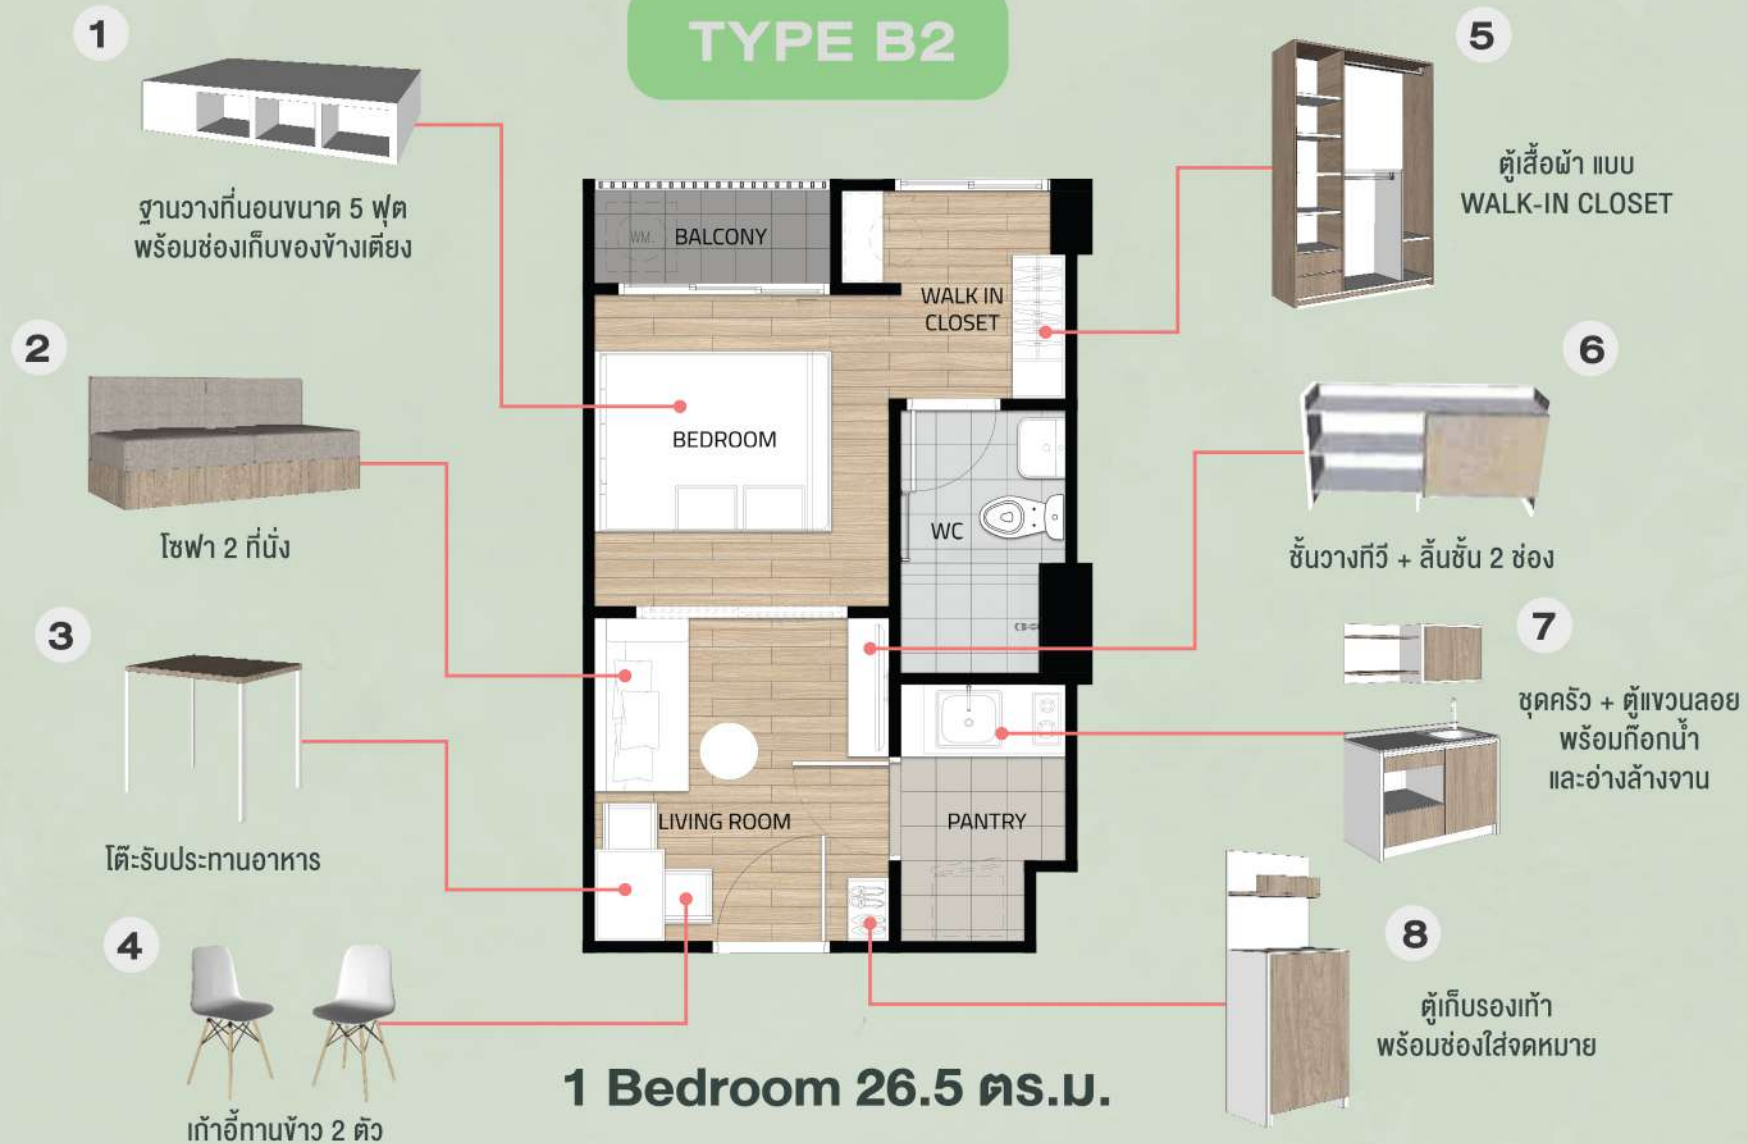 TYPE B2
1
ฐานวางที่นอนขนาด 5 ฟุต
พร้อมช่องเก็บของข้างเตียง
2
โซฟา 2 ที่นั่ง
3
โต๊ะรับประทานอาหาร
4
เก้าอี้ทานข้าว 2 ตัว
WM.
BALCONY
WALK IN
CLOSET
BEDROOM
WC
LIVING ROOM
PANTRY
5
ตู้เสื้อผ้า แบบ
WALK-IN CLOSET
6
ชั้นวางทีวี + ลิ้นชั้น 2 ช่อง
7
ชุดครัว + ตู้แขวนลอย
พร้อมก๊อกน้ำ
และอ่างล้างจาน
8
ตู้เก็บรองเท้า
พร้อมช่องใส่จดหมาย
1 Bedroom 26.5 ตร.ม.